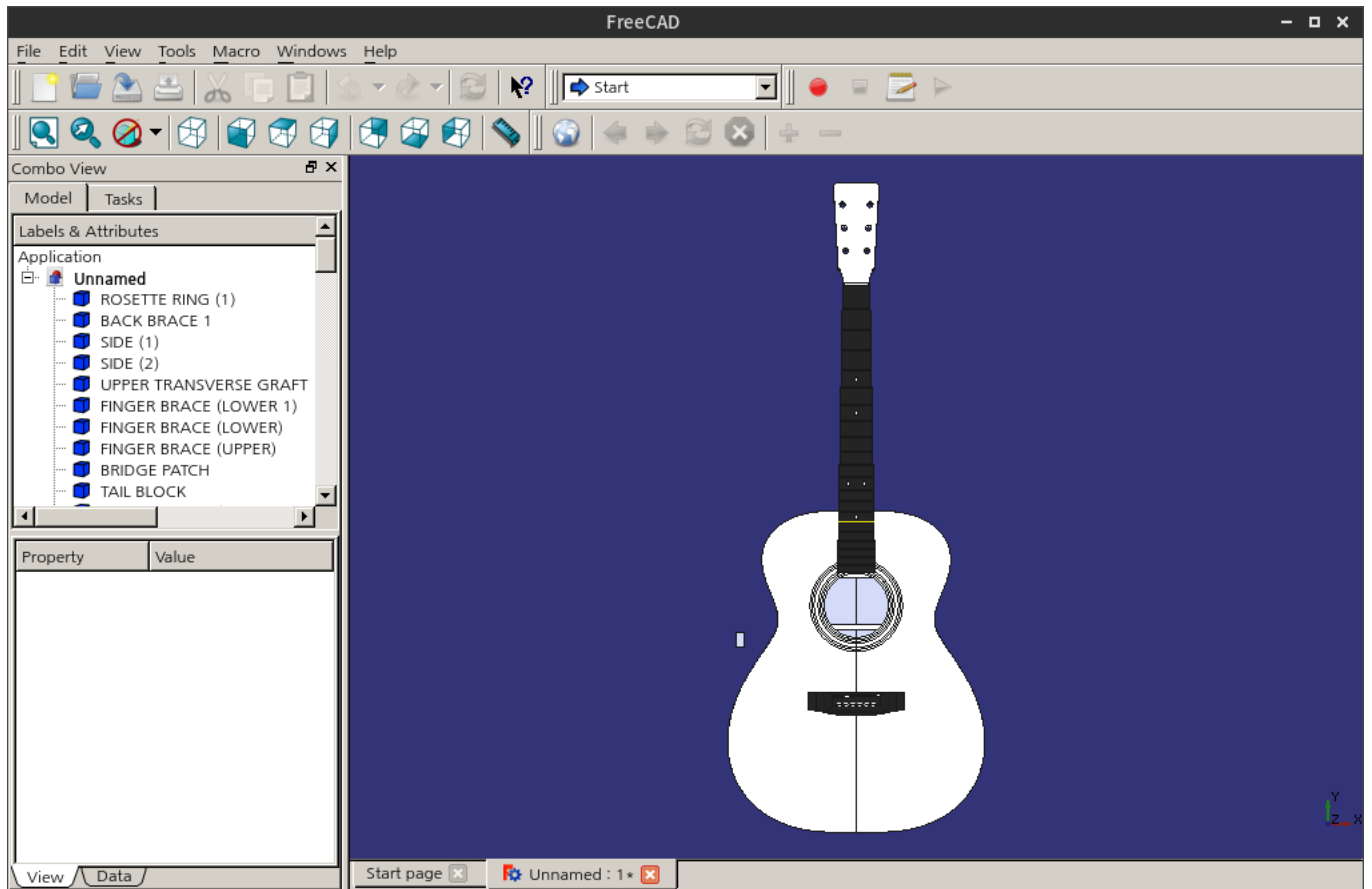 FreeCAD
File Edit View Tools Macro Windows Help
Start
Combo View
Model Tasks
Labels & Attributes
Application
Unnamed
ROSETTE RING (1)
BACK BRACE 1
SIDE (1)
SIDE (2)
UPPER TRANSVERSE GRAFT
FINGER BRACE (LOWER 1)
FINGER BRACE (LOWER)
FINGER BRACE (UPPER)
BRIDGE PATCH
TAIL BLOCK
Property Value
View Data
Start page Unnamed : 1*
Y
Z X